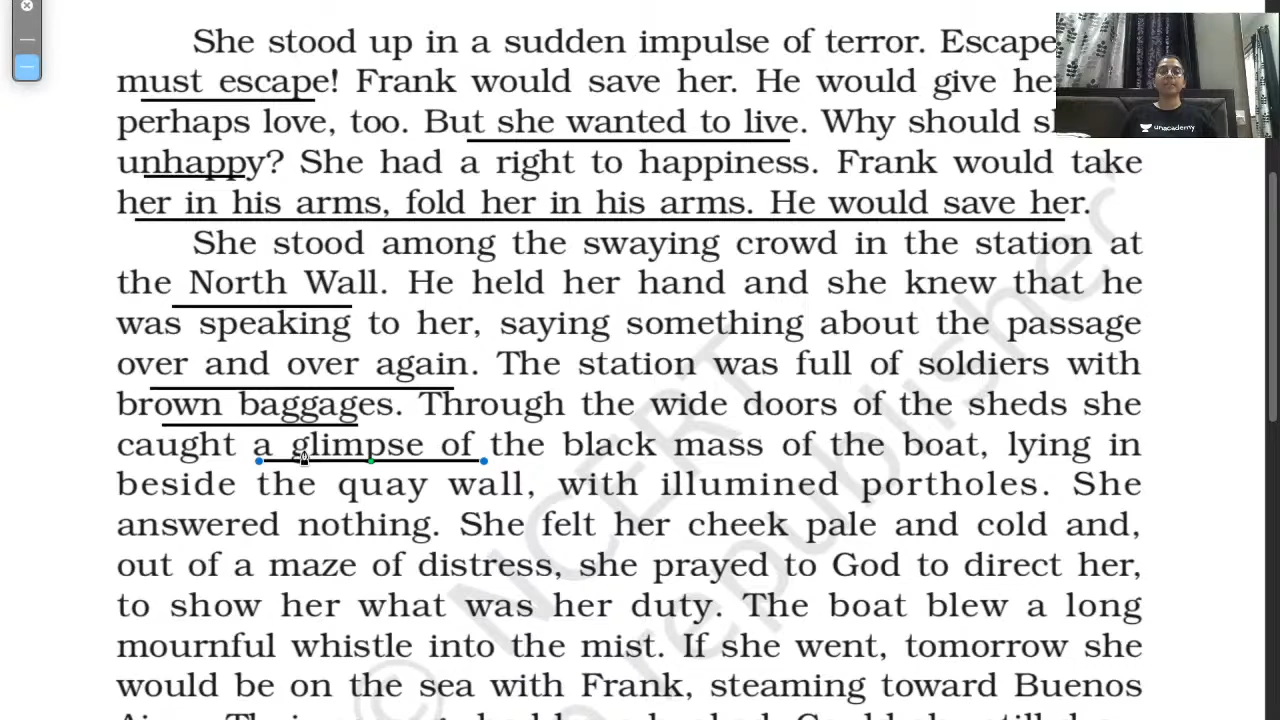 She stood up in a sudden impulse of terror. Escape
must escape! Frank would save her. He would give
perhaps love, too. But she wanted to live. Why should
unhappy? She had a right to happiness. Frank would take
her in his arms, fold her in his arms. He would save her.
She stood among the swaying crowd in the station at
the North Wall. He held her hand and she knew that he
was speaking to her, saying something about the passage
over and over again. The station was full of soldiers with
brown baggages. Through the wide doors of the sheds she
caught a glimpse of the black mass of the boat, lying in
beside the quay wall, with illumined portholes. She
answered nothing. She felt her cheek pale and cold and,
out of a maze of distress, she prayed to God to direct her,
to show her what was her duty. The boat blew a long
mournful whistle into the mist. If she went, tomorrow she
would be on the sea with Frank, steaming toward Buenos
unacademy
© NCERT
republished